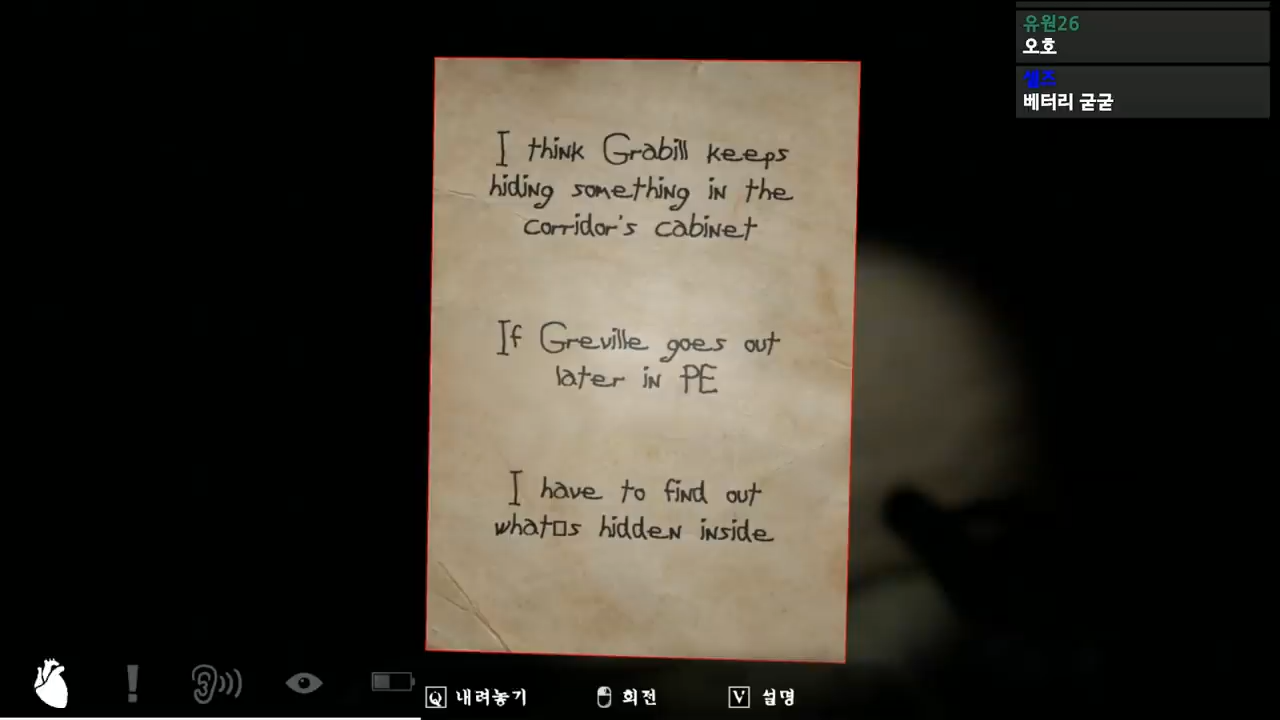 유원26
오호
셀즈
베터리 굳굳
I think Grabill keeps
hiding something in the
corridor's cabinet
If Greville goes out
later in PE
I have to find out
what□s hidden inside
Q 내려놓기
회전
V 설명